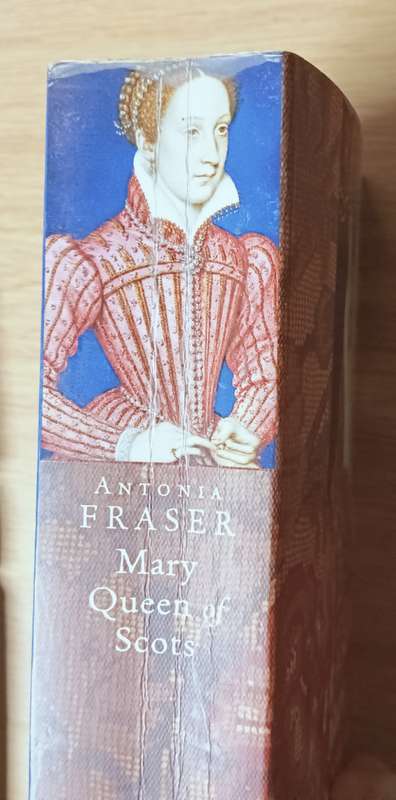 ANTONIA
FRASER
Mary
Queen of
Scots